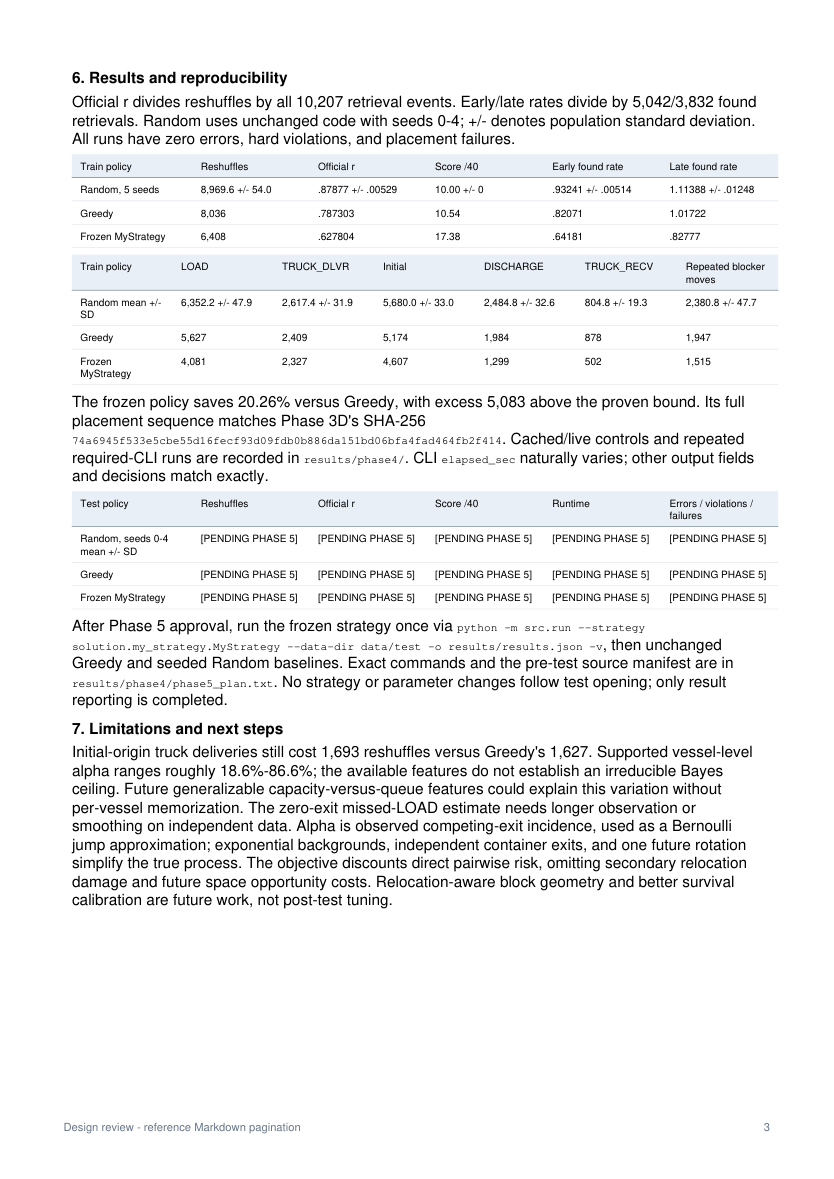 6. Results and reproducibility
Official r divides reshuffles by all 10,207 retrieval events. Early/late rates divide by 5,042/3,832 found
retrievals. Random uses unchanged code with seeds 0-4; +/- denotes population standard deviation.
All runs have zero errors, hard violations, and placement failures.
Train policy Reshuffles Official r Score /40 Early found rate Late found rate
Random, 5 seeds 8,969.6 +/- 54.0 .87877 +/- .00529 10.00 +/- 0 .93241 +/- .00514 1.11388 +/- .01248
Greedy 8,036 .787303 10.54 .82071 1.01722
Frozen MyStrategy 6,408 .627804 17.38 .64181 .82777
Train policy LOAD TRUCK_DLVR Initial DISCHARGE TRUCK_RECV Repeated blocker
moves
Random mean +/- 6,352.2 +/- 47.9 2,617.4 +/- 31.9 5,680.0 +/- 33.0 2,484.8 +/- 32.6 804.8 +/- 19.3 2,380.8 +/- 47.7
SD
Greedy 5,627 2,409 5,174 1,984 878 1,947
Frozen 4,081 2,327 4,607 1,299 502 1,515
MyStrategy
The frozen policy saves 20.26% versus Greedy, with excess 5,083 above the proven bound. Its full
placement sequence matches Phase 3D's SHA-256
74a6945f533e5cbe55d16fecf93d09fdb0b886da151bd06bfa4fad464fb2f414. Cached/live controls and repeated
required-CLI runs are recorded in results/phase4/. CLI elapsed_sec naturally varies; other output fields
and decisions match exactly.
Test policy Reshuffles Official r Score /40 Runtime Errors / violations /
failures
Random, seeds 0-4 [PENDING PHASE 5] [PENDING PHASE 5] [PENDING PHASE 5] [PENDING PHASE 5] [PENDING PHASE 5]
mean +/- SD
Greedy [PENDING PHASE 5] [PENDING PHASE 5] [PENDING PHASE 5] [PENDING PHASE 5] [PENDING PHASE 5]
Frozen MyStrategy [PENDING PHASE 5] [PENDING PHASE 5] [PENDING PHASE 5] [PENDING PHASE 5] [PENDING PHASE 5]
After Phase 5 approval, run the frozen strategy once via python -m src.run --strategy
solution.my_strategy.MyStrategy --data-dir data/test -o results/results.json -v, then unchanged
Greedy and seeded Random baselines. Exact commands and the pre-test source manifest are in
results/phase4/phase5_plan.txt. No strategy or parameter changes follow test opening; only result
reporting is completed.
7. Limitations and next steps
Initial-origin truck deliveries still cost 1,693 reshuffles versus Greedy's 1,627. Supported vessel-level
alpha ranges roughly 18.6%-86.6%; the available features do not establish an irreducible Bayes
ceiling. Future generalizable capacity-versus-queue features could explain this variation without
per-vessel memorization. The zero-exit missed-LOAD estimate needs longer observation or
smoothing on independent data. Alpha is observed competing-exit incidence, used as a Bernoulli
jump approximation; exponential backgrounds, independent container exits, and one future rotation
simplify the true process. The objective discounts direct pairwise risk, omitting secondary relocation
damage and future space opportunity costs. Relocation-aware block geometry and better survival
calibration are future work, not post-test tuning.
Design review - reference Markdown pagination 3